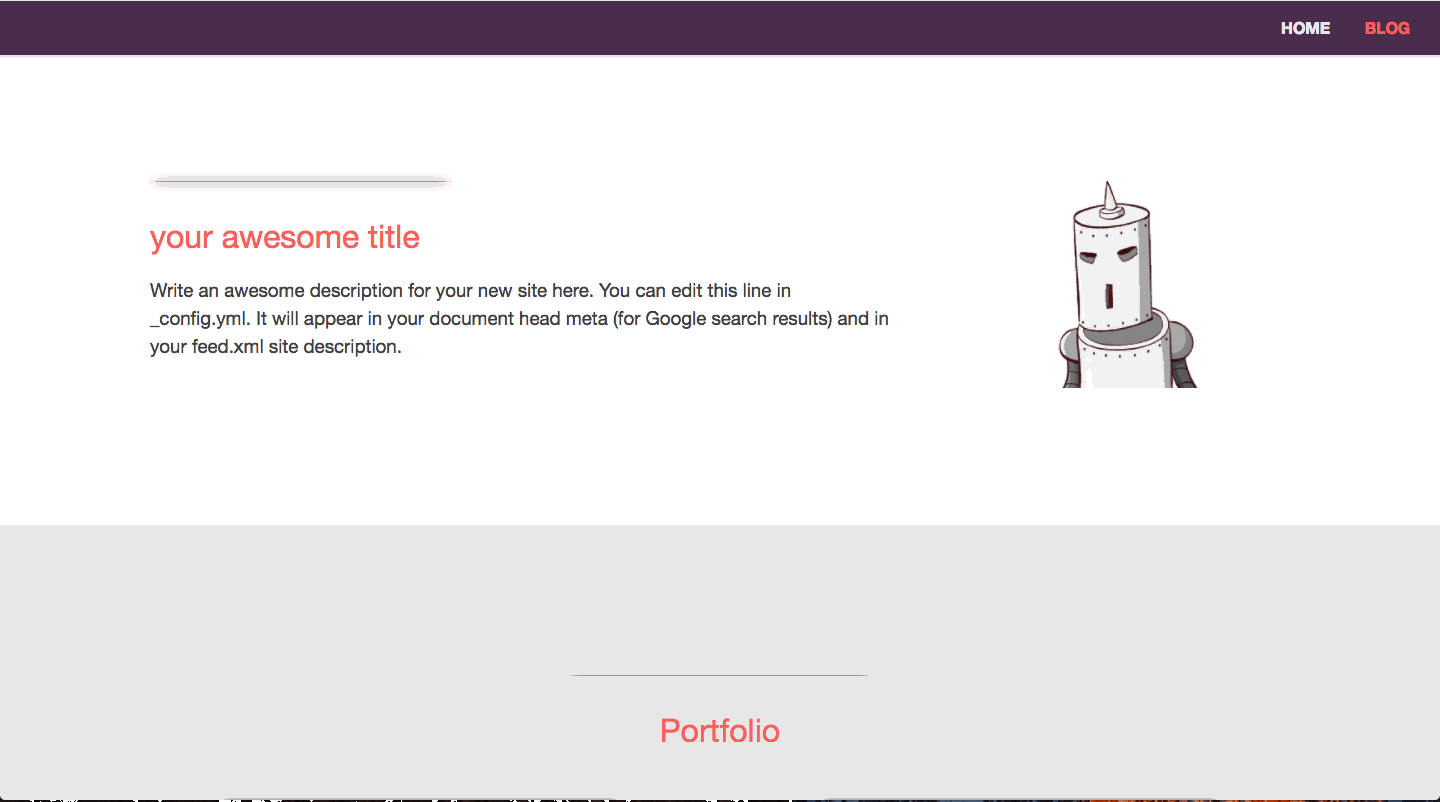 HOME BLOG
your awesome title
Write an awesome description for your new site here. You can edit this line in
_config.yml. It will appear in your document head meta (for Google search results) and in
your feed.xml site description.
Portfolio